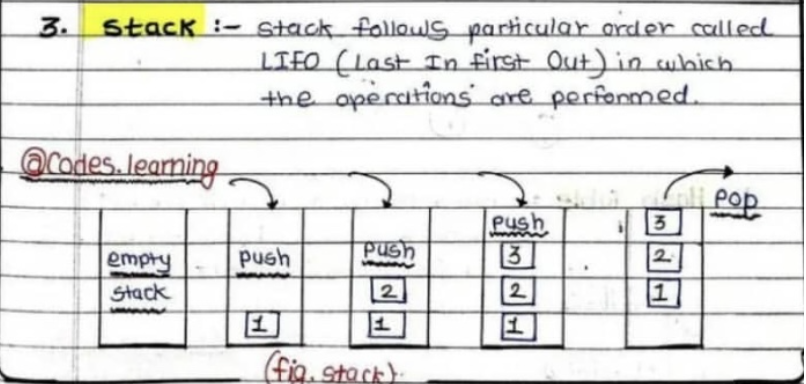 3. Stack :- Stack follows particular order called
LIFO (Last In First Out) in which
the operations are performed.
@Codes.learning
empty
stack
push
1
push
2
1
push
3
2
1
3
2
1
Pop
(fig. stack)